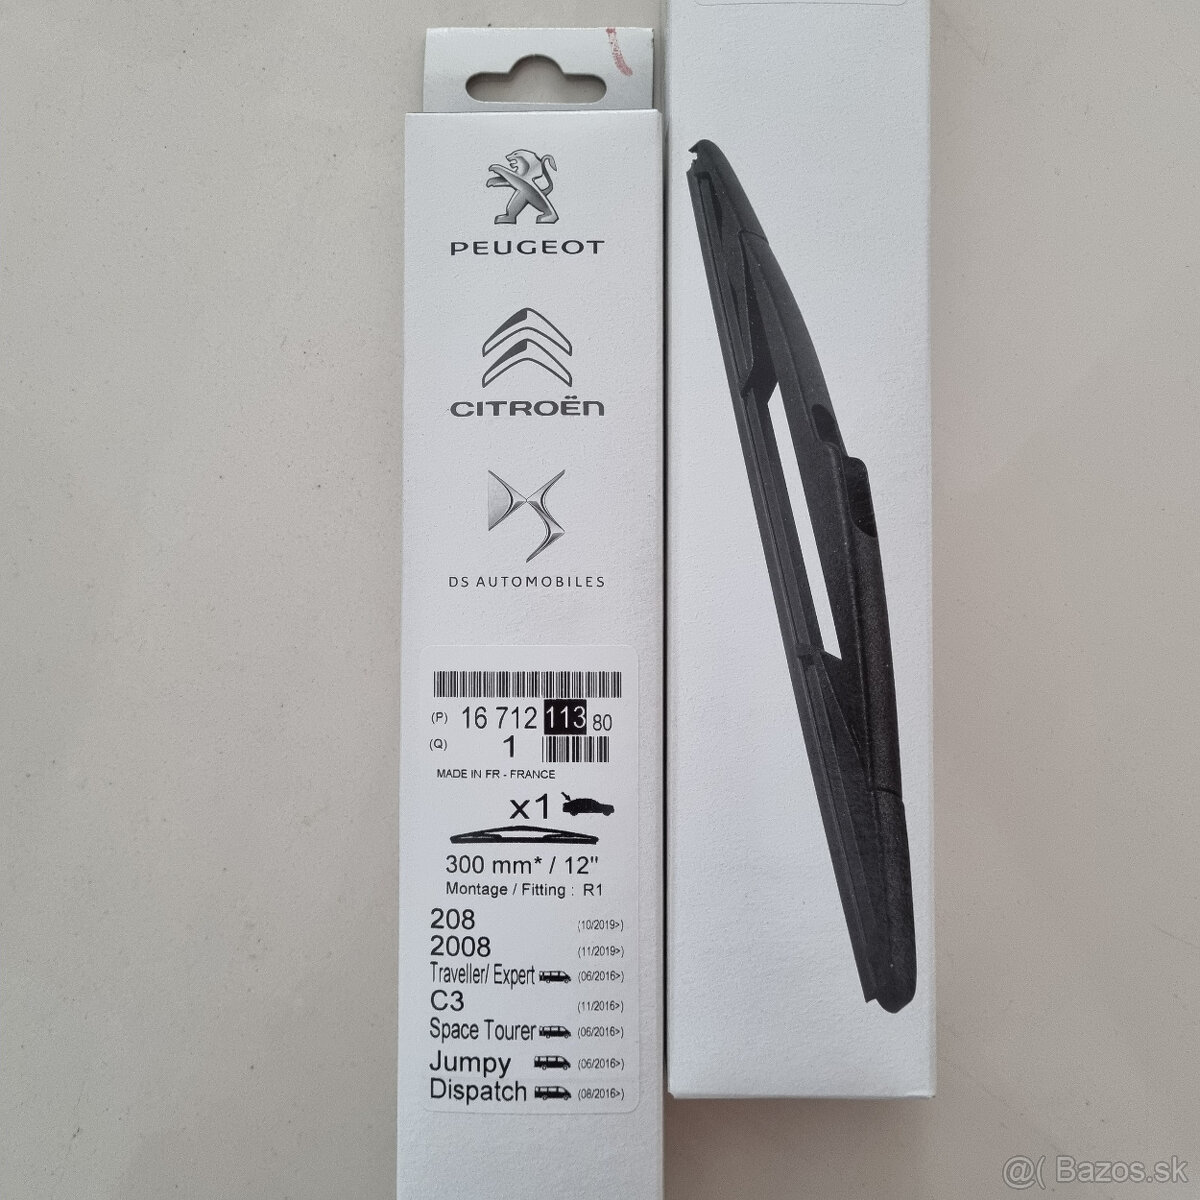 PEUGEOT
CITROËN
DS AUTOMOBILES
(P) 16 712 113 80
(Q) 1
MADE IN FR - FRANCE
x1
300 mm* / 12"
Montage / Fitting : R1
208 (10/2019>)
2008 (11/2019>)
Traveller/ Expert (06/2016>)
C3 (11/2016>)
Space Tourer (06/2016>)
Jumpy (06/2016>)
Dispatch (08/2016>)
@( Bazos.sk